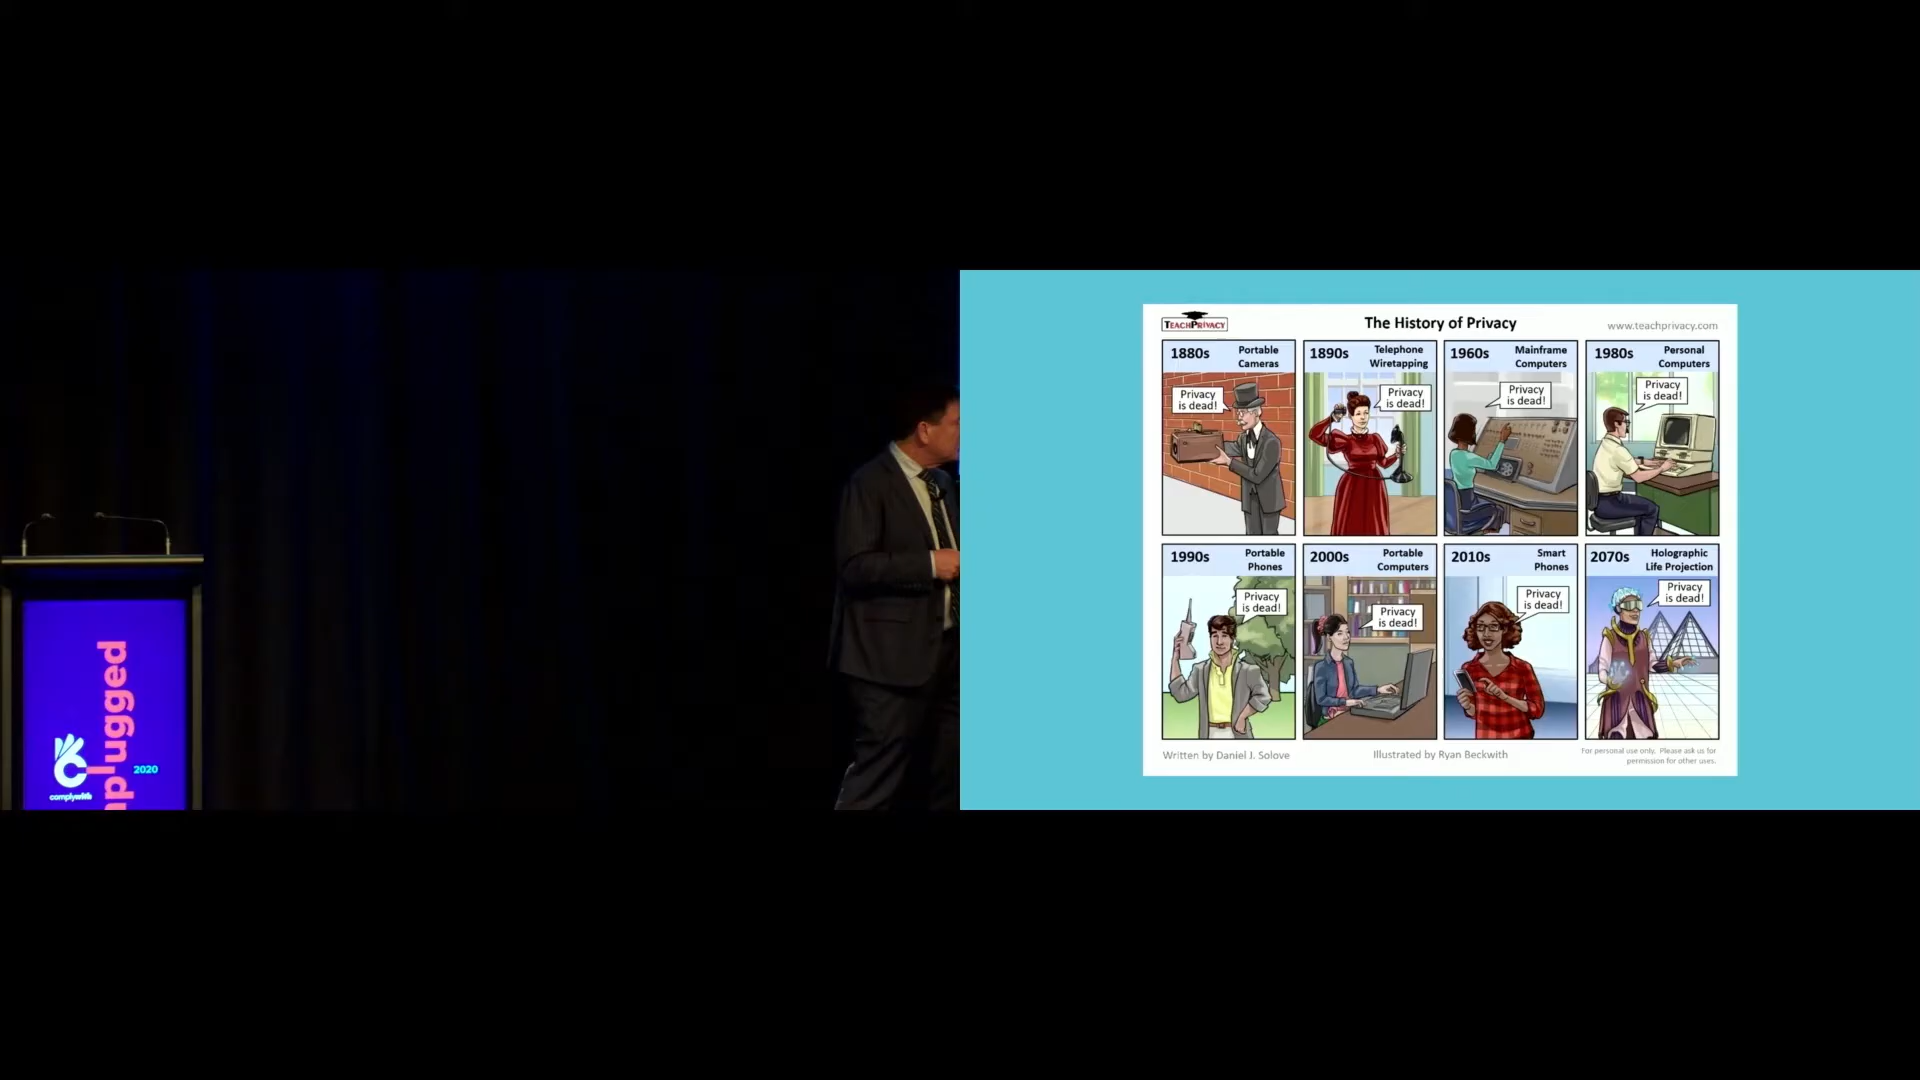 nplugged
2020
complywith
TEACHPRIVACY
The History of Privacy
www.teachprivacy.com
1880s
Portable
Cameras
Privacy
is dead!
1890s
Telephone
Wiretapping
Privacy
is dead!
1960s
Mainframe
Computers
Privacy
is dead!
1980s
Personal
Computers
Privacy
is dead!
1990s
Portable
Phones
Privacy
is dead!
2000s
Portable
Computers
Privacy
is dead!
2010s
Smart
Phones
Privacy
is dead!
2070s
Holographic
Life Projection
Privacy
is dead!
Written by Daniel J. Solove
Illustrated by Ryan Beckwith
For personal use only. Please ask us for
permission for other uses.